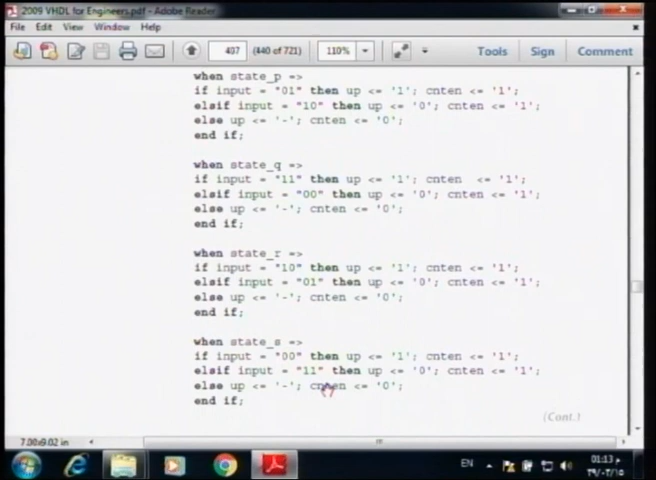 2009 VHDL for Engineers.pdf - Adobe Reader
File Edit View Window Help
407 (440 of 721) 110% Tools Sign Comment
when state_p =>
if input = "01" then up <= '1'; cnten <= '1';
elsif input = "10" then up <= '0'; cnten <= '1';
else up <= '-'; cnten <= '0';
end if;
when state_q =>
if input = "11" then up <= '1'; cnten <= '1';
elsif input = "00" then up <= '0'; cnten <= '1';
else up <= '-'; cnten <= '0';
end if;
when state_r =>
if input = "10" then up <= '1'; cnten <= '1';
elsif input = "01" then up <= '0'; cnten <= '1';
else up <= '-'; cnten <= '0';
end if;
when state_s =>
if input = "00" then up <= '1'; cnten <= '1';
elsif input = "11" then up <= '0'; cnten <= '1';
else up <= '-'; cnten <= '0';
end if;
(Cont.)
7.00x9.02 in
EN 01:13 م